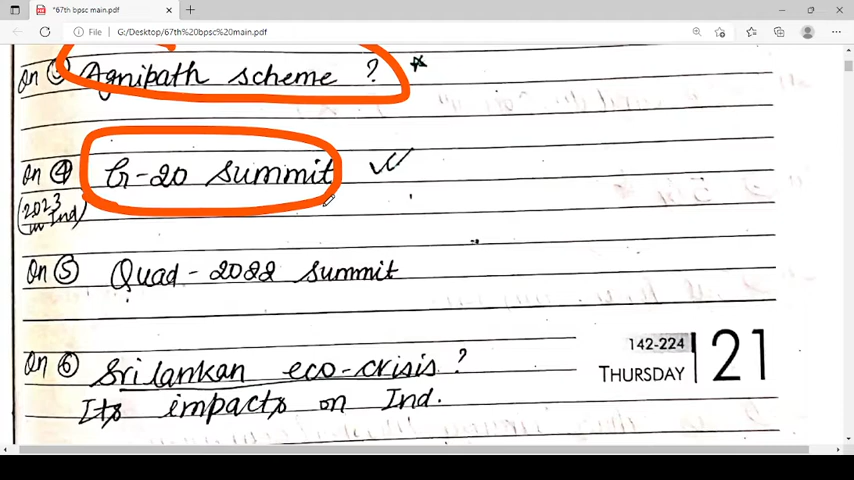 *67th bpsc main.pdf
File
G:/Desktop/67th%20bpsc%20main.pdf
Qn ③ Agnipath scheme ?
Qn ④ G-20 summit
(2023 in Ind)
Qn ⑤ Quad - 2022 summit
Qn ⑥ Sri lankan eco-crisis ?
Its impacts on Ind.
142-224
THURSDAY
21